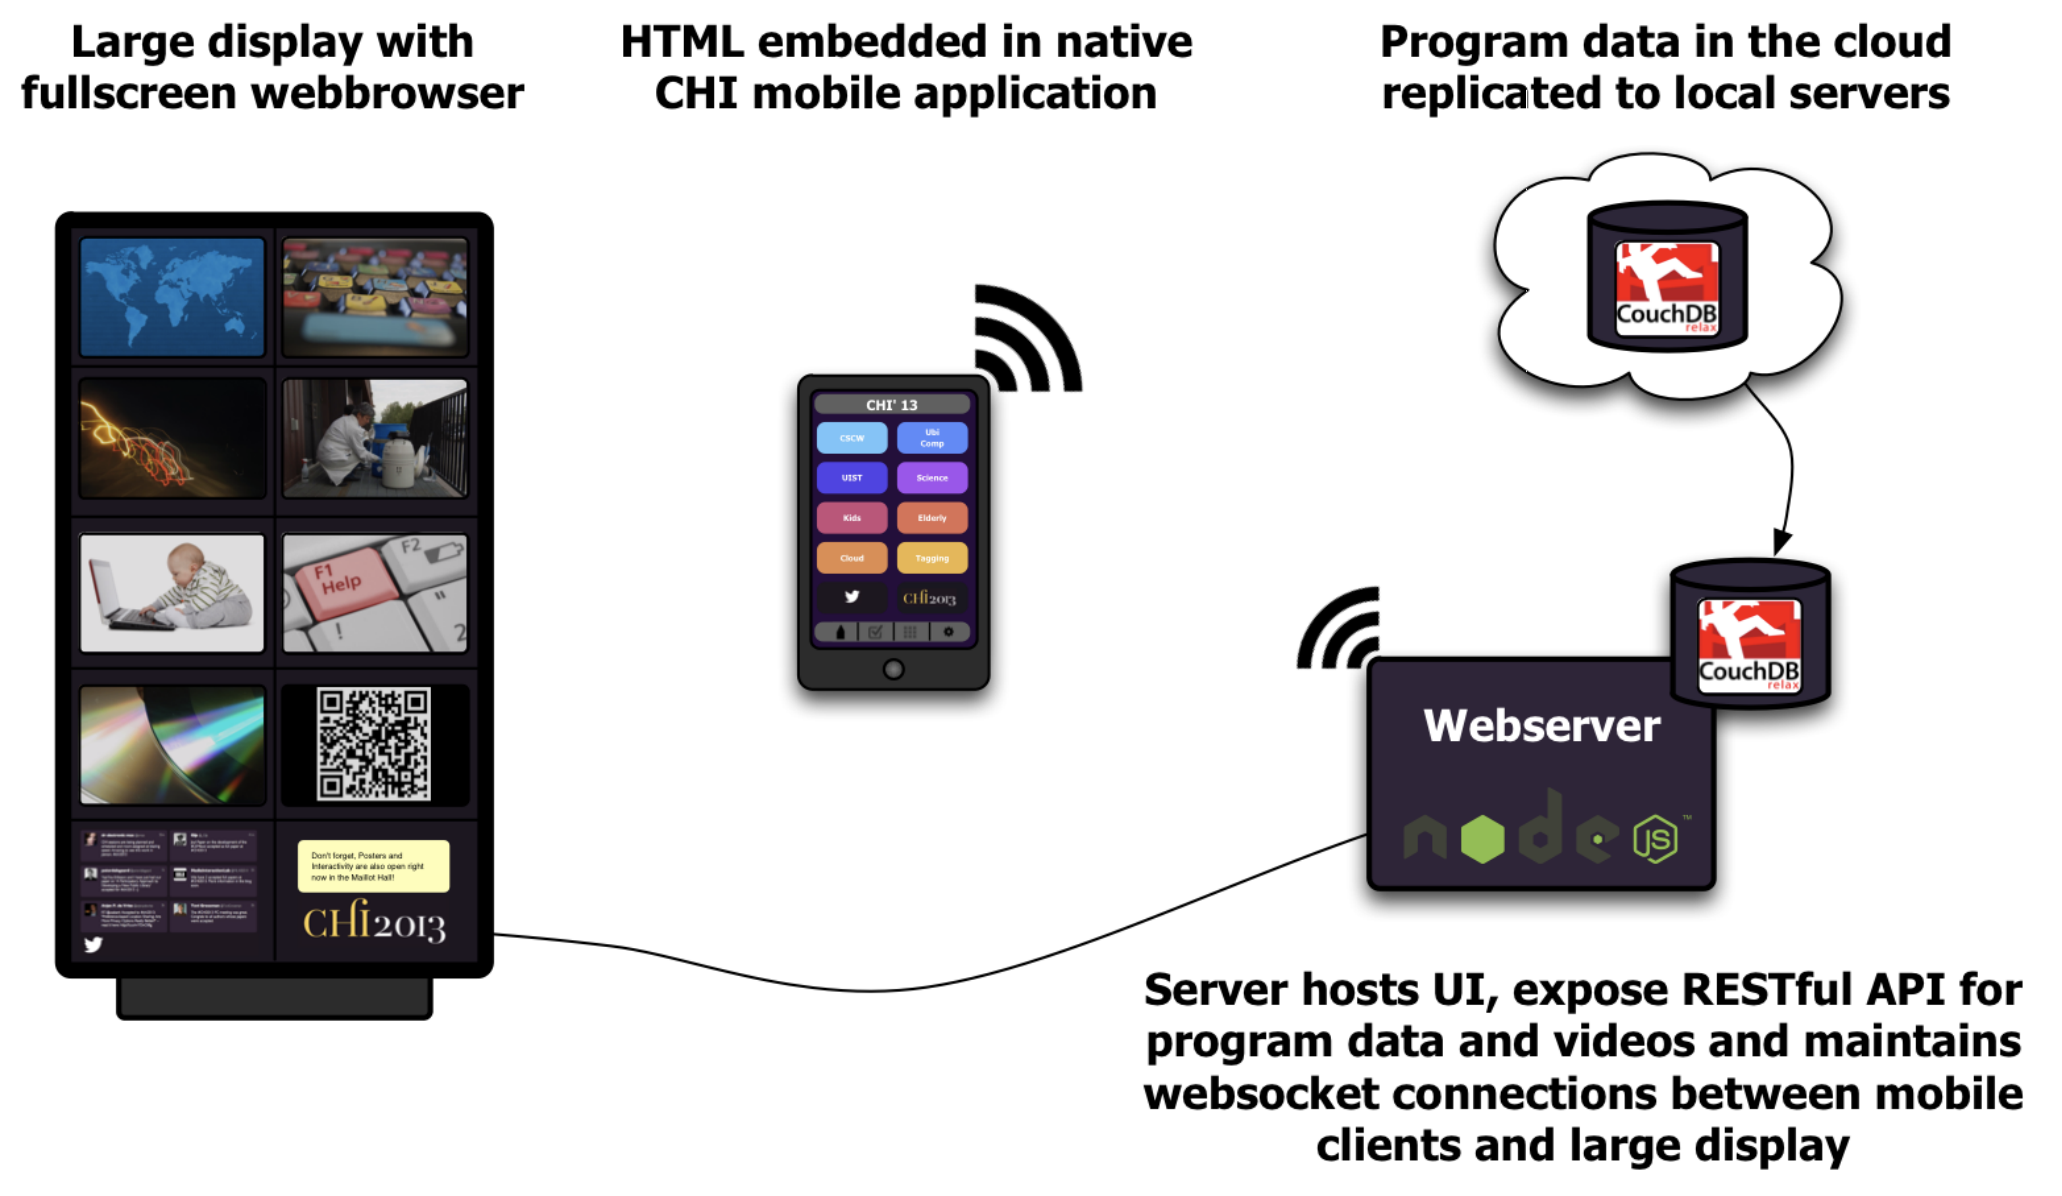 Large display with
fullscreen webbrowser
HTML embedded in native
CHI mobile application
Program data in the cloud
replicated to local servers
CouchDB
relax
F1
Help
F2
!
"
2
Don't forget, Posters and
Interactivity are also open right
now in the Maillot Hall!
CHI2013
CHI' 13
CSCW
Ubi
Comp
UIST
Science
Kids
Elderly
Cloud
Tagging
CHI2013
CouchDB
relax
Webserver
node JS™
Server hosts UI, expose RESTful API for
program data and videos and maintains
websocket connections between mobile
clients and large display